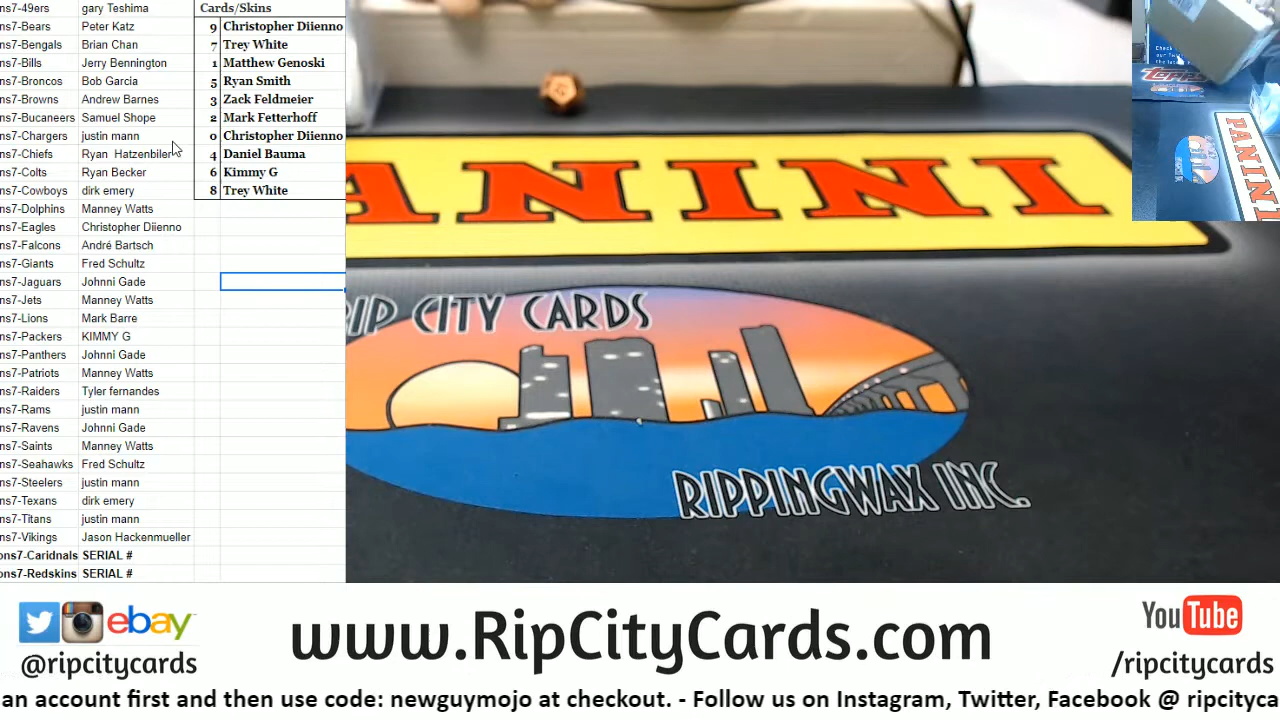 ns7-49ers gary Teshima
ns7-Bears Peter Katz
ns7-Bengals Brian Chan
ns7-Bills Jerry Bennington
ns7-Broncos Bob Garcia
ns7-Browns Andrew Barnes
ns7-Bucaneers Samuel Shope
ns7-Chargers justin mann
ns7-Chiefs Ryan Hatzenbiler
ns7-Colts Ryan Becker
ns7-Cowboys dirk emery
ns7-Dolphins Manney Watts
ns7-Eagles Christopher Diienno
ns7-Falcons André Bartsch
ns7-Giants Fred Schultz
ns7-Jaguars Johnni Gade
ns7-Jets Manney Watts
ns7-Lions Mark Barre
ns7-Packers KIMMY G
ns7-Panthers Johnni Gade
ns7-Patriots Manney Watts
ns7-Raiders Tyler fernandes
ns7-Rams justin mann
ns7-Ravens Johnni Gade
ns7-Saints Manney Watts
ns7-Seahawks Fred Schultz
ns7-Steelers justin mann
ns7-Texans dirk emery
ns7-Titans justin mann
ns7-Vikings Jason Hackenmueller
ons7-Caridnals SERIAL #
ons7-Redskins SERIAL #
Cards/Skins
9 Christopher Diienno
7 Trey White
1 Matthew Genoski
5 Ryan Smith
3 Zack Feldmeier
2 Mark Fetterhoff
0 Christopher Diienno
4 Daniel Bauma
6 Kimmy G
8 Trey White
ANINI
RIP CITY CARDS
RIPPINGWAX INC.
Check
our Tw
the late
TOPPS
PANINI
ebay
@ripcitycards
www.RipCityCards.com
YouTube
/ripcitycards
an account first and then use code: newguymojo at checkout. - Follow us on Instagram, Twitter, Facebook @ ripcityca